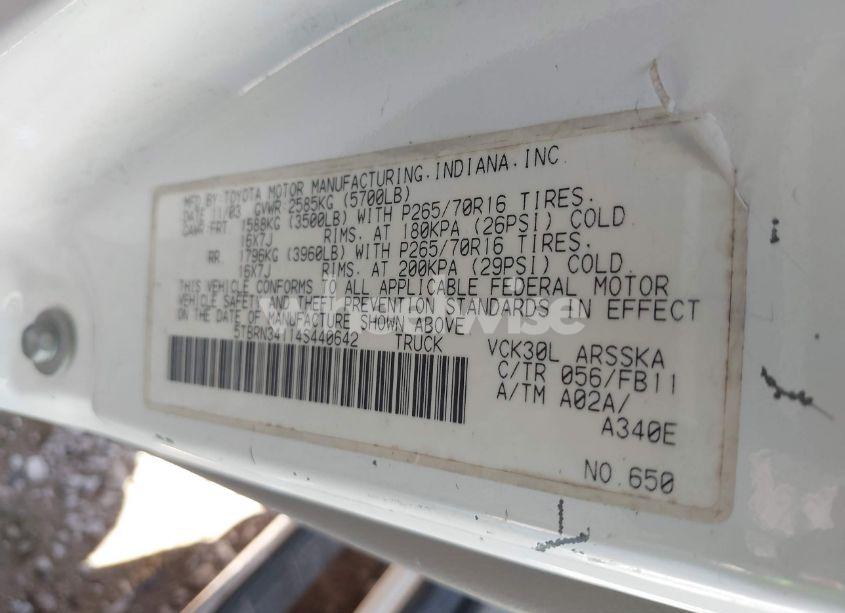 MFD BY: TOYOTA MOTOR MANUFACTURING, INDIANA, INC.
DATE 11/03 GVWR 2585KG (5700LB)
GAWR FRT 1588KG (3500LB) WITH P265/70R16 TIRES.
16X7J RIMS. AT 180KPA (26PSI) COLD
RR 1796KG (3960LB) WITH P265/70R16 TIRES.
16X7J RIMS. AT 200KPA (29PSI) COLD.
THIS VEHICLE CONFORMS TO ALL APPLICABLE FEDERAL MOTOR
VEHICLE SAFETY AND THEFT PREVENTION STANDARDS IN EFFECT
ON THE DATE OF MANUFACTURE SHOWN ABOVE
5TBRN34114S440642 TRUCK
VCK30L ARSSKA
C/TR 056/FB11
A/TM A02A/
A340E
NO.650
wheelwise